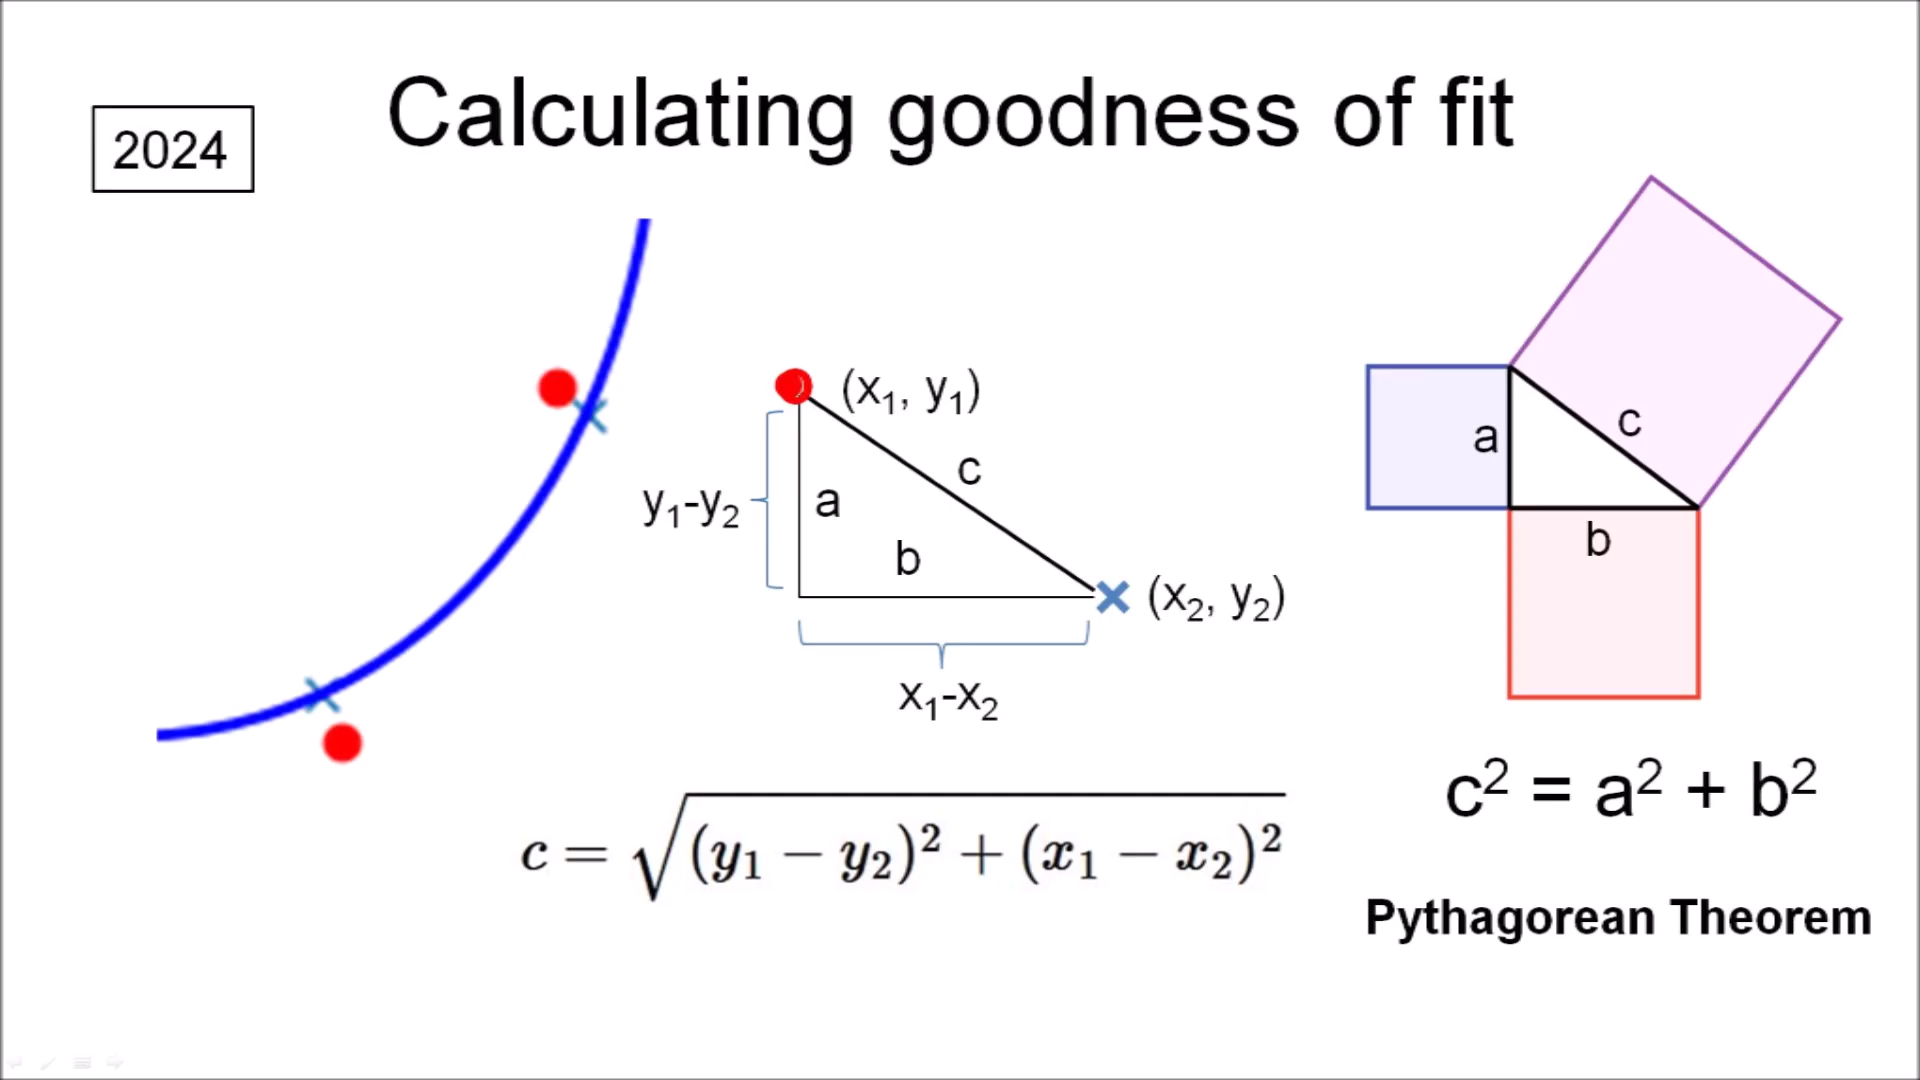 2024
Calculating goodness of fit
(x₁, y₁)
c
y₁-y₂
a
b
(x₂, y₂)
x₁-x₂
c = √(y₁ − y₂)² + (x₁ − x₂)²
a
c
b
c² = a² + b²
Pythagorean Theorem